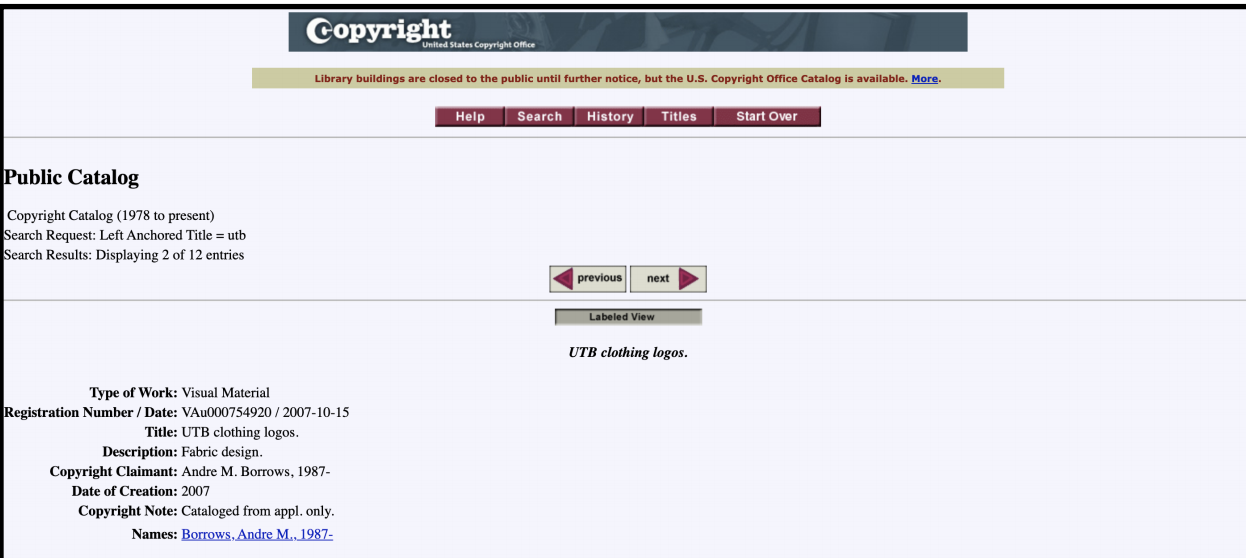 Copyright
United States Copyright Office
Library buildings are closed to the public until further notice, but the U.S. Copyright Office Catalog is available. More.
Help Search History Titles Start Over
Public Catalog
Copyright Catalog (1978 to present)
Search Request: Left Anchored Title = utb
Search Results: Displaying 2 of 12 entries
previous next
Labeled View
UTB clothing logos.
Type of Work: Visual Material
Registration Number / Date: VAu000754920 / 2007-10-15
Title: UTB clothing logos.
Description: Fabric design.
Copyright Claimant: Andre M. Borrows, 1987-
Date of Creation: 2007
Copyright Note: Cataloged from appl. only.
Names: Borrows, Andre M., 1987-